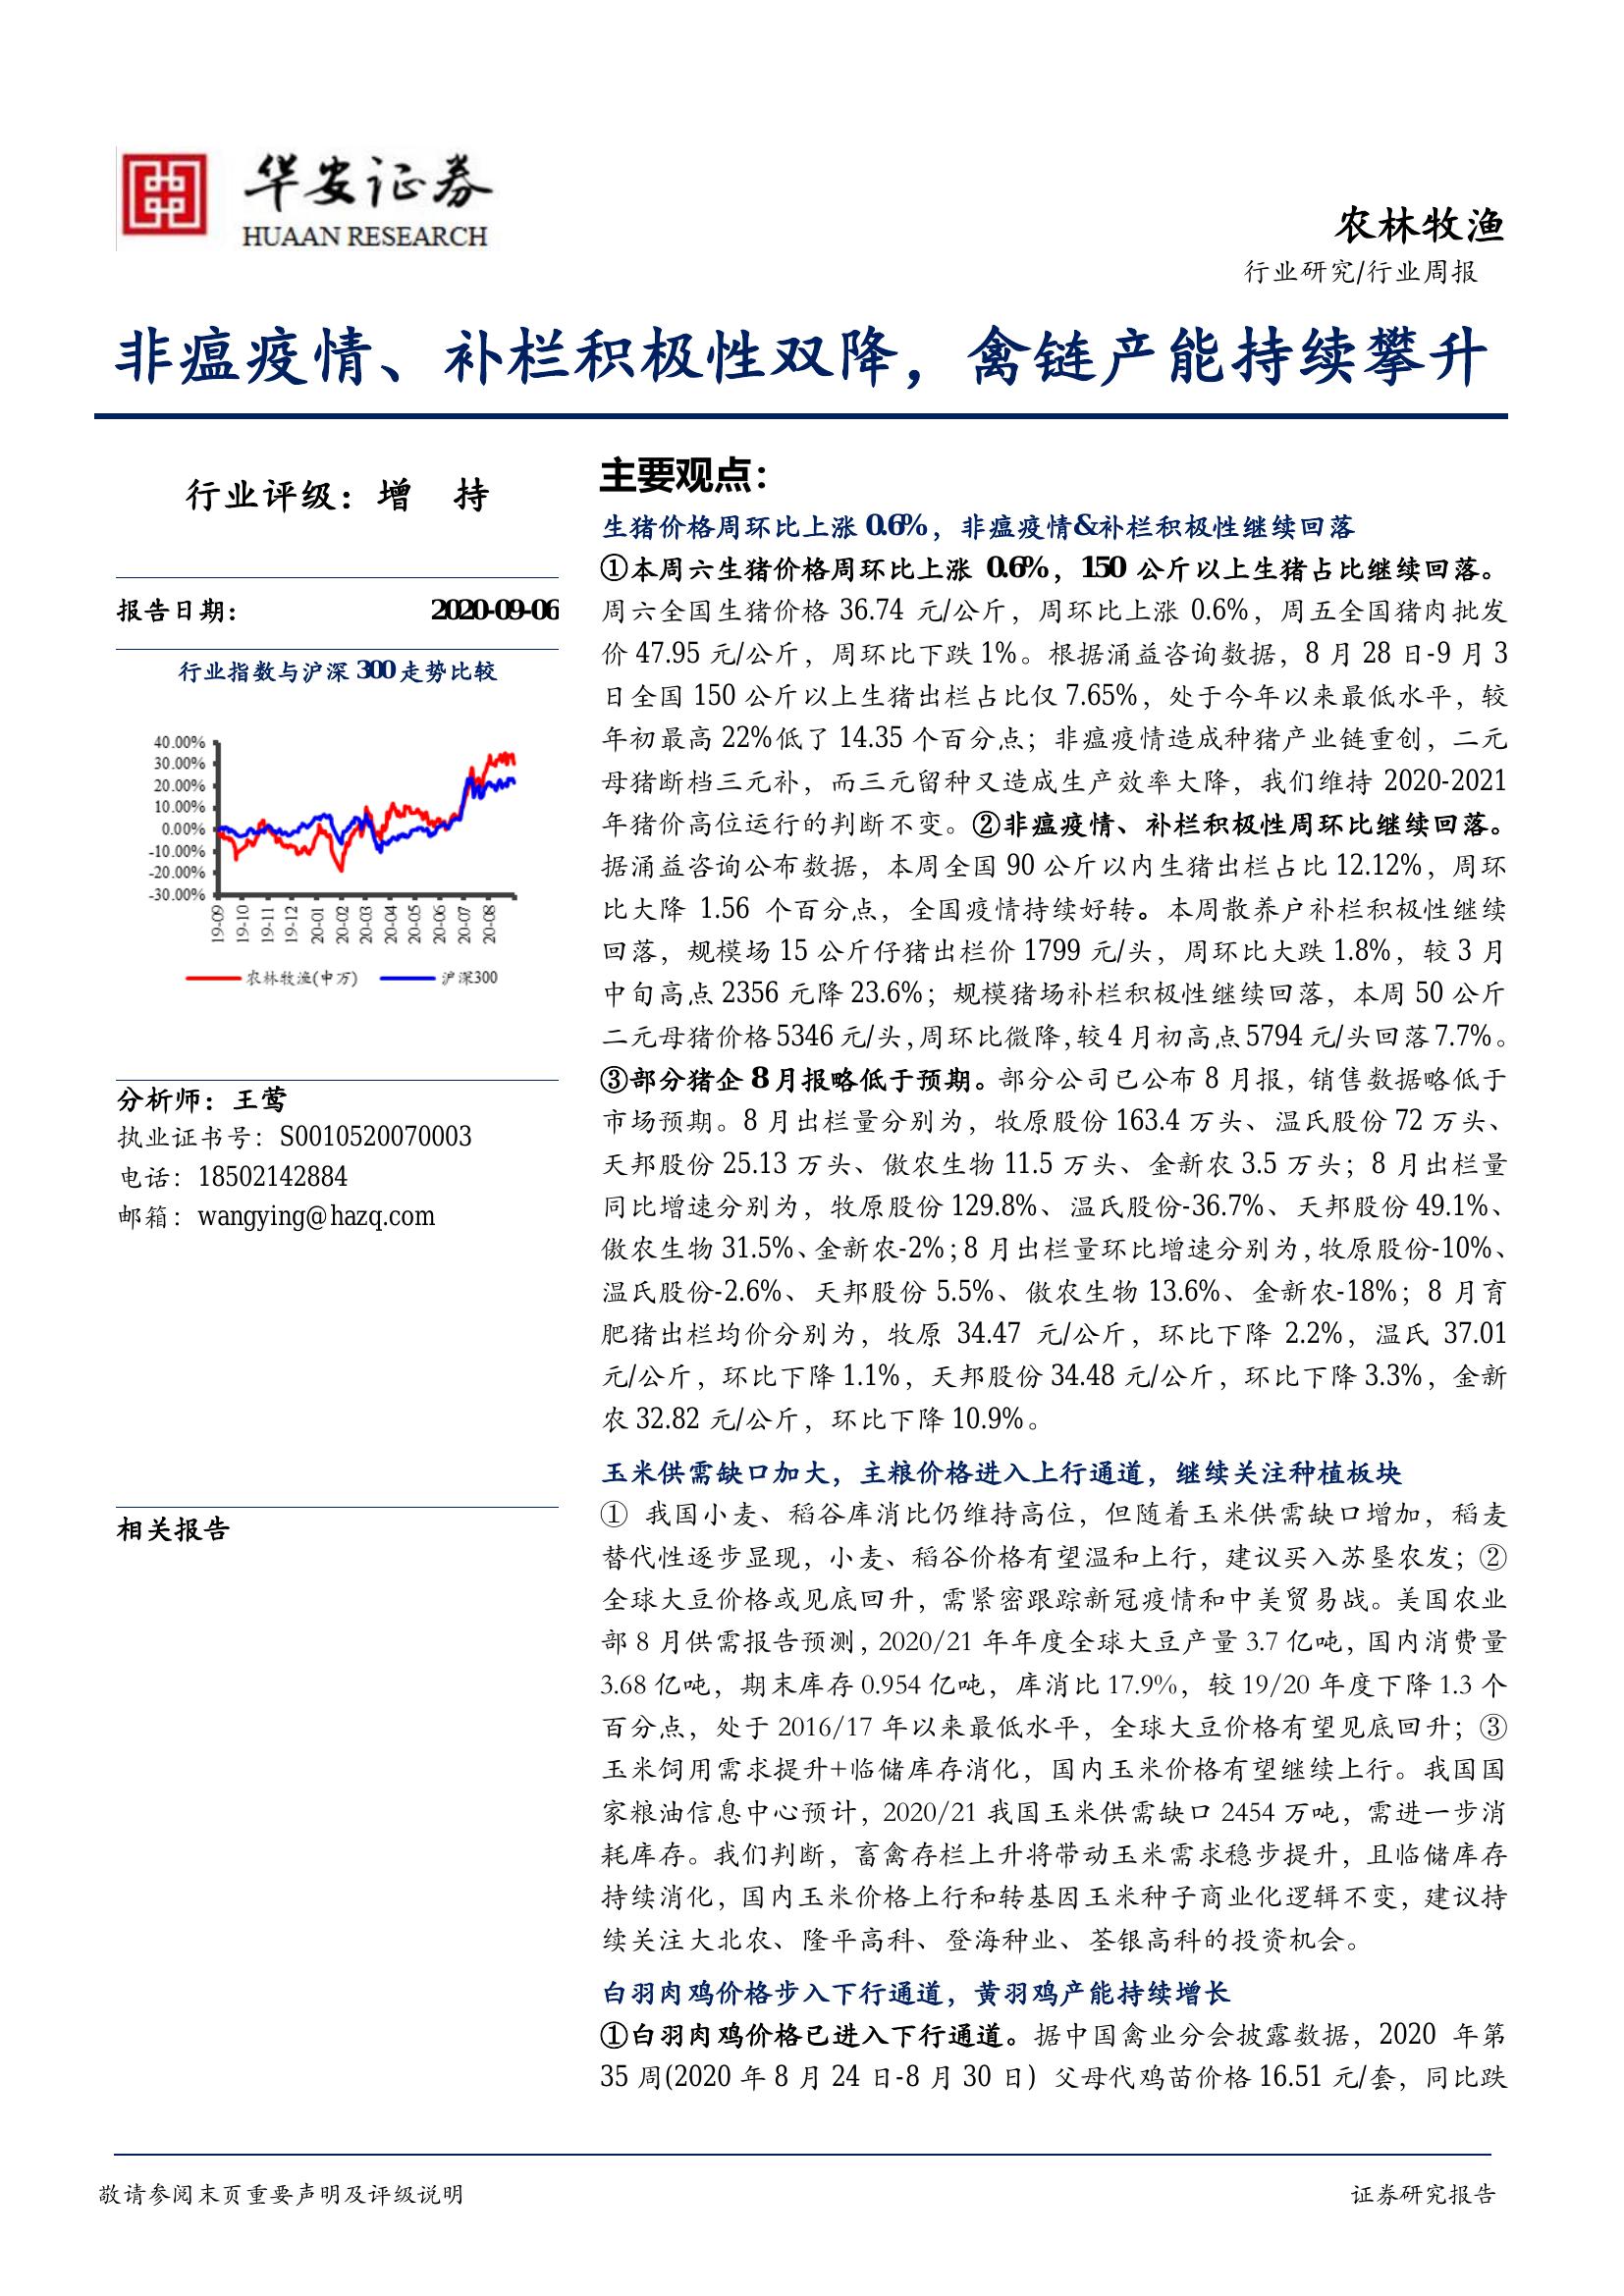 华安证券
HUAAN RESEARCH
农林牧渔
行业研究/行业周报
非瘟疫情、补栏积极性双降，禽链产能持续攀升
行业评级：增 持
报告日期： 2020-09-06
行业指数与沪深 300 走势比较
40.00%
30.00%
20.00%
10.00%
0.00%
-10.00%
-20.00%
-30.00%
19-09
19-10
19-11
19-12
20-01
20-02
20-03
20-04
20-05
20-06
20-07
20-08
农林牧渔(申万) 沪深300
分析师：王莺
执业证书号：S0010520070003
电话：18502142884
邮箱：wangying@hazq.com
相关报告
主要观点：
生猪价格周环比上涨 0.6%，非瘟疫情&补栏积极性继续回落
①本周六生猪价格周环比上涨 0.6%，150 公斤以上生猪占比继续回落。
周六全国生猪价格 36.74 元/公斤，周环比上涨 0.6%，周五全国猪肉批发
价 47.95 元/公斤，周环比下跌 1%。根据涌益咨询数据，8 月 28 日-9 月 3
日全国 150 公斤以上生猪出栏占比仅 7.65%，处于今年以来最低水平，较
年初最高 22%低了 14.35 个百分点；非瘟疫情造成种猪产业链重创，二元
母猪断档三元补，而三元留种又造成生产效率大降，我们维持 2020-2021
年猪价高位运行的判断不变。②非瘟疫情、补栏积极性周环比继续回落。
据涌益咨询公布数据，本周全国 90 公斤以内生猪出栏占比 12.12%，周环
比大降 1.56 个百分点，全国疫情持续好转。本周散养户补栏积极性继续
回落，规模场 15 公斤仔猪出栏价 1799 元/头，周环比大跌 1.8%，较 3 月
中旬高点 2356 元降 23.6%；规模猪场补栏积极性继续回落，本周 50 公斤
二元母猪价格 5346 元/头，周环比微降，较 4 月初高点 5794 元/头回落 7.7%。
③部分猪企 8 月报略低于预期。部分公司已公布 8 月报，销售数据略低于
市场预期。8 月出栏量分别为，牧原股份 163.4 万头、温氏股份 72 万头、
天邦股份 25.13 万头、傲农生物 11.5 万头、金新农 3.5 万头；8 月出栏量
同比增速分别为，牧原股份 129.8%、温氏股份-36.7%、天邦股份 49.1%、
傲农生物 31.5%、金新农-2%；8 月出栏量环比增速分别为，牧原股份-10%、
温氏股份-2.6%、天邦股份 5.5%、傲农生物 13.6%、金新农-18%；8 月育
肥猪出栏均价分别为，牧原 34.47 元/公斤，环比下降 2.2%，温氏 37.01
元/公斤，环比下降 1.1%，天邦股份 34.48 元/公斤，环比下降 3.3%，金新
农 32.82 元/公斤，环比下降 10.9%。
玉米供需缺口加大，主粮价格进入上行通道，继续关注种植板块
① 我国小麦、稻谷库消比仍维持高位，但随着玉米供需缺口增加，稻麦
替代性逐步显现，小麦、稻谷价格有望温和上行，建议买入苏垦农发；②
全球大豆价格或见底回升，需紧密跟踪新冠疫情和中美贸易战。美国农业
部 8 月供需报告预测，2020/21 年年度全球大豆产量 3.7 亿吨，国内消费量
3.68 亿吨，期末库存 0.954 亿吨，库消比 17.9%，较 19/20 年度下降 1.3 个
百分点，处于 2016/17 年以来最低水平，全球大豆价格有望见底回升；③
玉米饲用需求提升+临储库存消化，国内玉米价格有望继续上行。我国国
家粮油信息中心预计，2020/21 我国玉米供需缺口 2454 万吨，需进一步消
耗库存。我们判断，畜禽存栏上升将带动玉米需求稳步提升，且临储库存
持续消化，国内玉米价格上行和转基因玉米种子商业化逻辑不变，建议持
续关注大北农、隆平高科、登海种业、荃银高科的投资机会。
白羽肉鸡价格步入下行通道，黄羽鸡产能持续增长
①白羽肉鸡价格已进入下行通道。据中国禽业分会披露数据，2020 年第
35 周(2020 年 8 月 24 日-8 月 30 日）父母代鸡苗价格 16.51 元/套，同比跌
敬请参阅末页重要声明及评级说明
证券研究报告